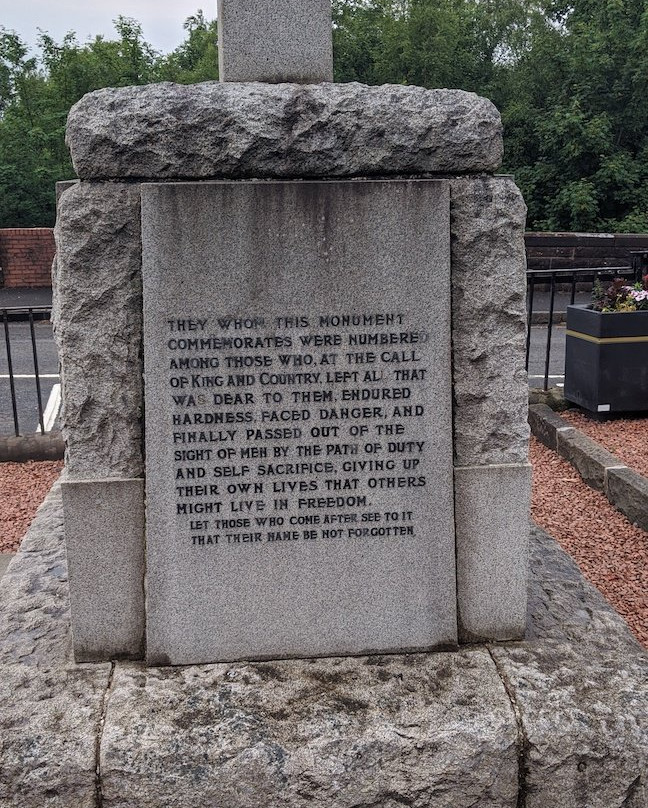 THEY WHOM THIS MONUMENT
COMMEMORATES WERE NUMBERED
AMONG THOSE WHO, AT THE CALL
OF KING AND COUNTRY, LEFT ALL THAT
WAS DEAR TO THEM, ENDURED
HARDNESS, FACED DANGER, AND
FINALLY PASSED OUT OF THE
SIGHT OF MEN BY THE PATH OF DUTY
AND SELF SACRIFICE, GIVING UP
THEIR OWN LIVES THAT OTHERS
MIGHT LIVE IN FREEDOM.
LET THOSE WHO COME AFTER SEE TO IT
THAT THEIR NAME BE NOT FORGOTTEN.